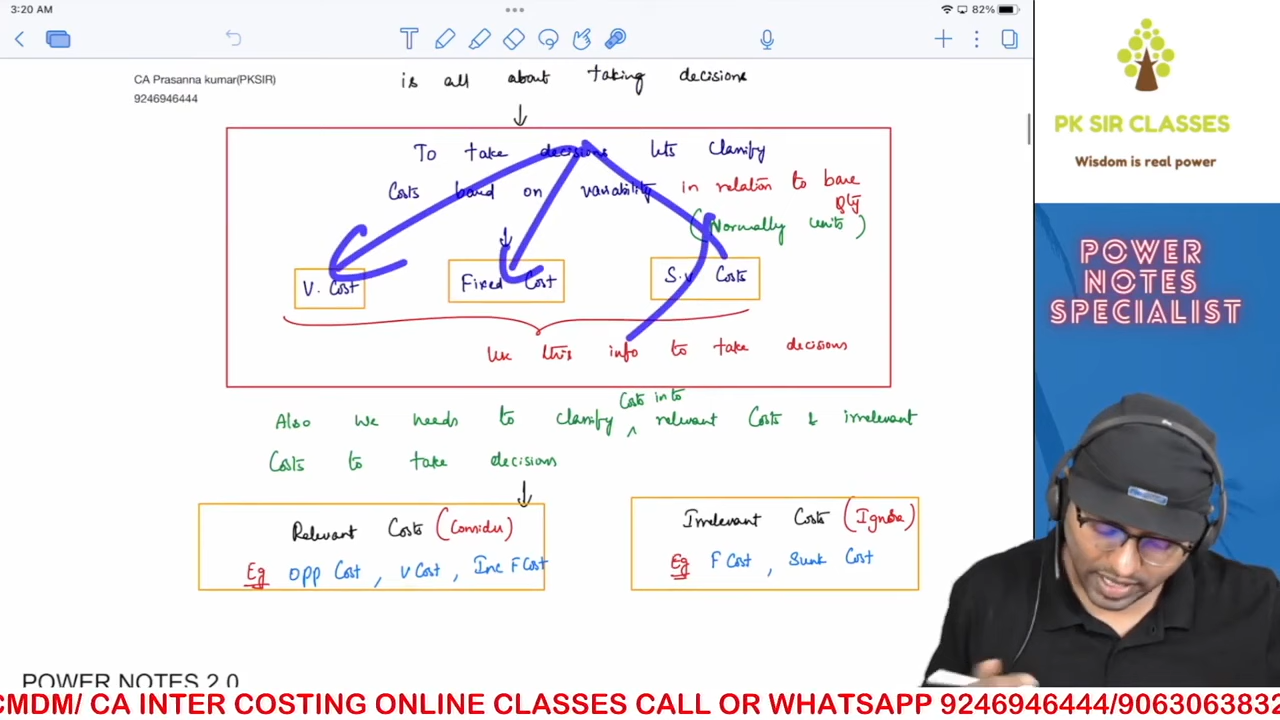 3:20 AM
82%
CA Prasanna kumar(PKSIR)
9246946444
is all about taking decisions
To take decisions lets classify
Costs based on variability in relation to base
Qty
(Normally units)
V. Cost
Fixed Cost
S.V Costs
Use this info to take decisions
Costs into
Also we needs to classify ^ relevant Costs & irrelevant
Costs to take decisions
Relevant Costs (Consider)
Eg Opp Cost, V Cost, Inc F Cost
Irrelevant Costs (Ignore)
Eg F Cost, Sunk Cost
POWER NOTES 2.0
PK SIR CLASSES
Wisdom is real power
POWER
NOTES
SPECIALIST
CMDM/ CA INTER COSTING ONLINE CLASSES CALL OR WHATSAPP 9246946444/9063063832